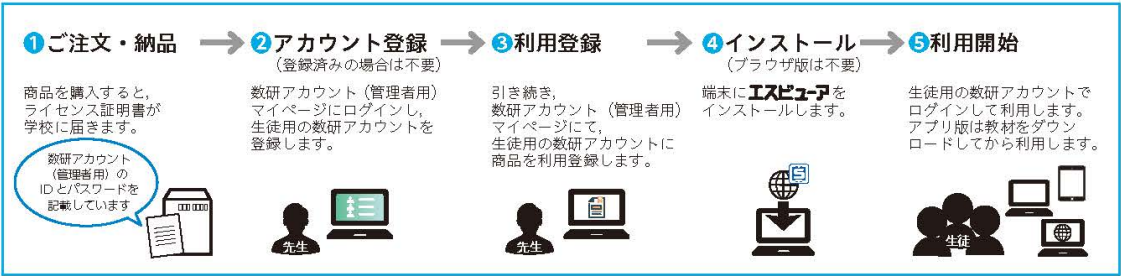 ❶ご注文・納品
商品を購入すると,
ライセンス証明書が
学校に届きます。
数研アカウント
(管理者用)の
IDとパスワードを
記載しています
❷アカウント登録
(登録済みの場合は不要)
数研アカウント(管理者用)
マイページにログインし,
生徒用の数研アカウントを
登録します。
先生
❸利用登録
引き続き,
数研アカウント(管理者用)
マイページにて,
生徒用の数研アカウントに
商品を利用登録します。
先生
❹インストール
(ブラウザ版は不要)
端末にエスビューアを
インストールします。
S
❺利用開始
生徒用の数研アカウントで
ログインして利用します。
アプリ版は教材をダウン
ロードしてから利用します。
生徒